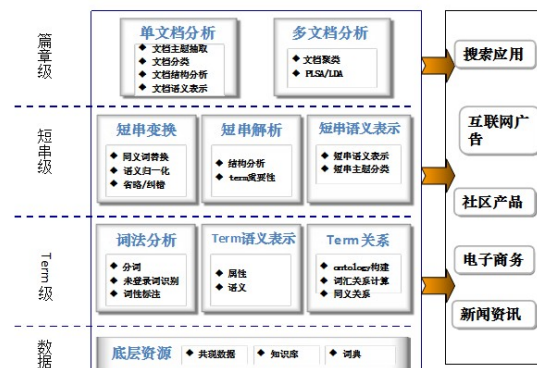 篇章级
单文档分析
文档主题抽取
文档分类
文档结构分析
文档语义表示
多文档分析
文档聚类
PLSA/LDA
搜索应用
短串级
短串变换
同义词替换
语义归一化
省略/纠错
短串解析
结构分析
term重要性
短串语义表示
短串语义表示
短串主题分类
互联网广
告
社区产品
Term级
词法分析
分词
未登录词识别
词性标注
Term语义表示
属性
语义
Term关系
ontology构建
词汇关系计算
同义关系
电子商务
新闻资讯
数据
底层资源
共现数据
知识库
词典